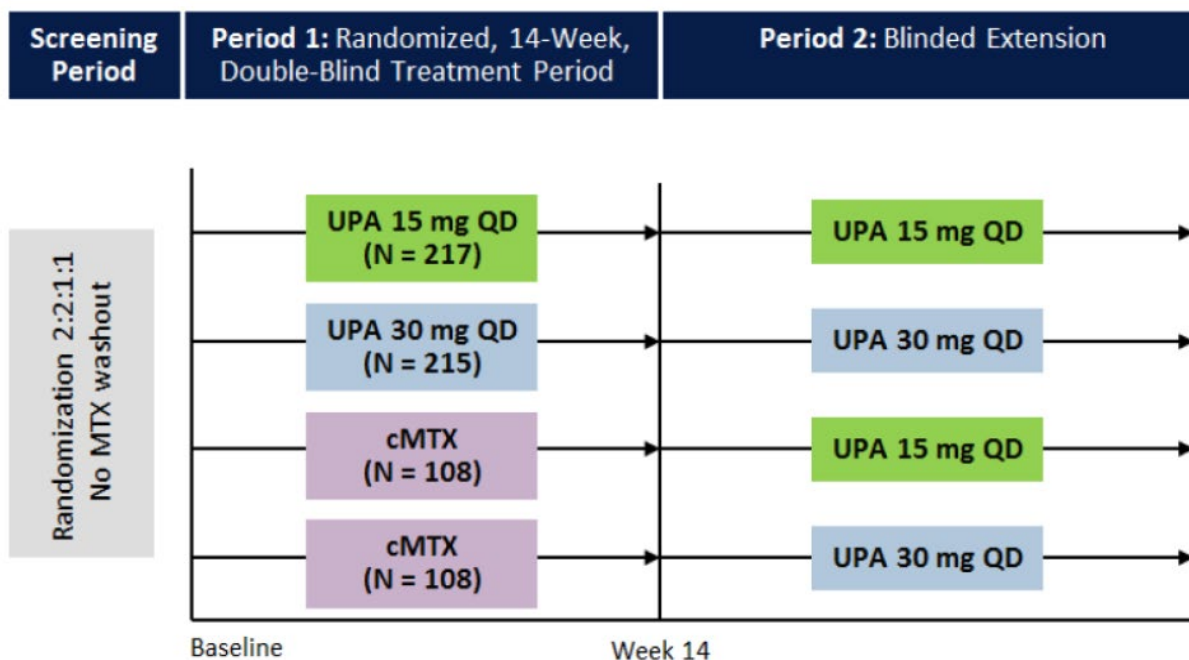 Screening
Period
Period 1: Randomized, 14-Week,
Double-Blind Treatment Period
Period 2: Blinded Extension
Randomization 2:2:1:1
No MTX washout
UPA 15 mg QD
(N = 217)
UPA 15 mg QD
UPA 30 mg QD
(N = 215)
UPA 30 mg QD
cMTX
(N = 108)
UPA 15 mg QD
cMTX
(N = 108)
UPA 30 mg QD
Baseline
Week 14